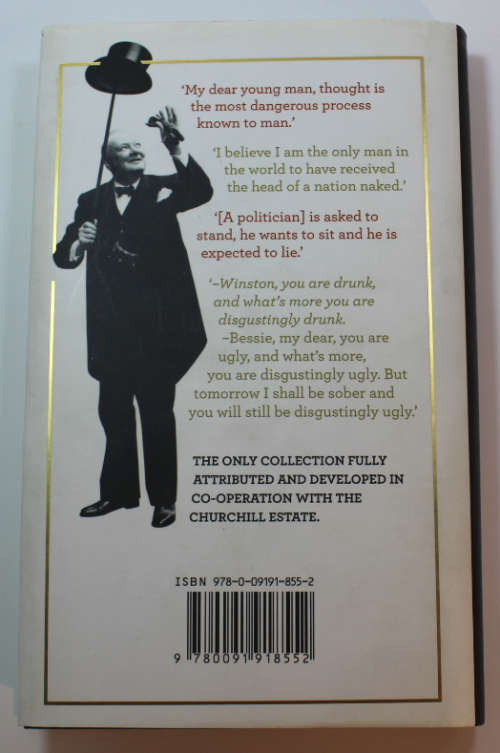 ‘My dear young man, thought is
the most dangerous process
known to man.’
‘I believe I am the only man in
the world to have received
the head of a nation naked.’
‘[A politician] is asked to
stand, he wants to sit and he is
expected to lie.’
‘–Winston, you are drunk,
and what’s more you are
disgustingly drunk.
–Bessie, my dear, you are
ugly, and what’s more,
you are disgustingly ugly. But
tomorrow I shall be sober and
you will still be disgustingly ugly.’
THE ONLY COLLECTION FULLY
ATTRIBUTED AND DEVELOPED IN
CO-OPERATION WITH THE
CHURCHILL ESTATE.
ISBN 978-0-09191-855-2
9 780091 918552